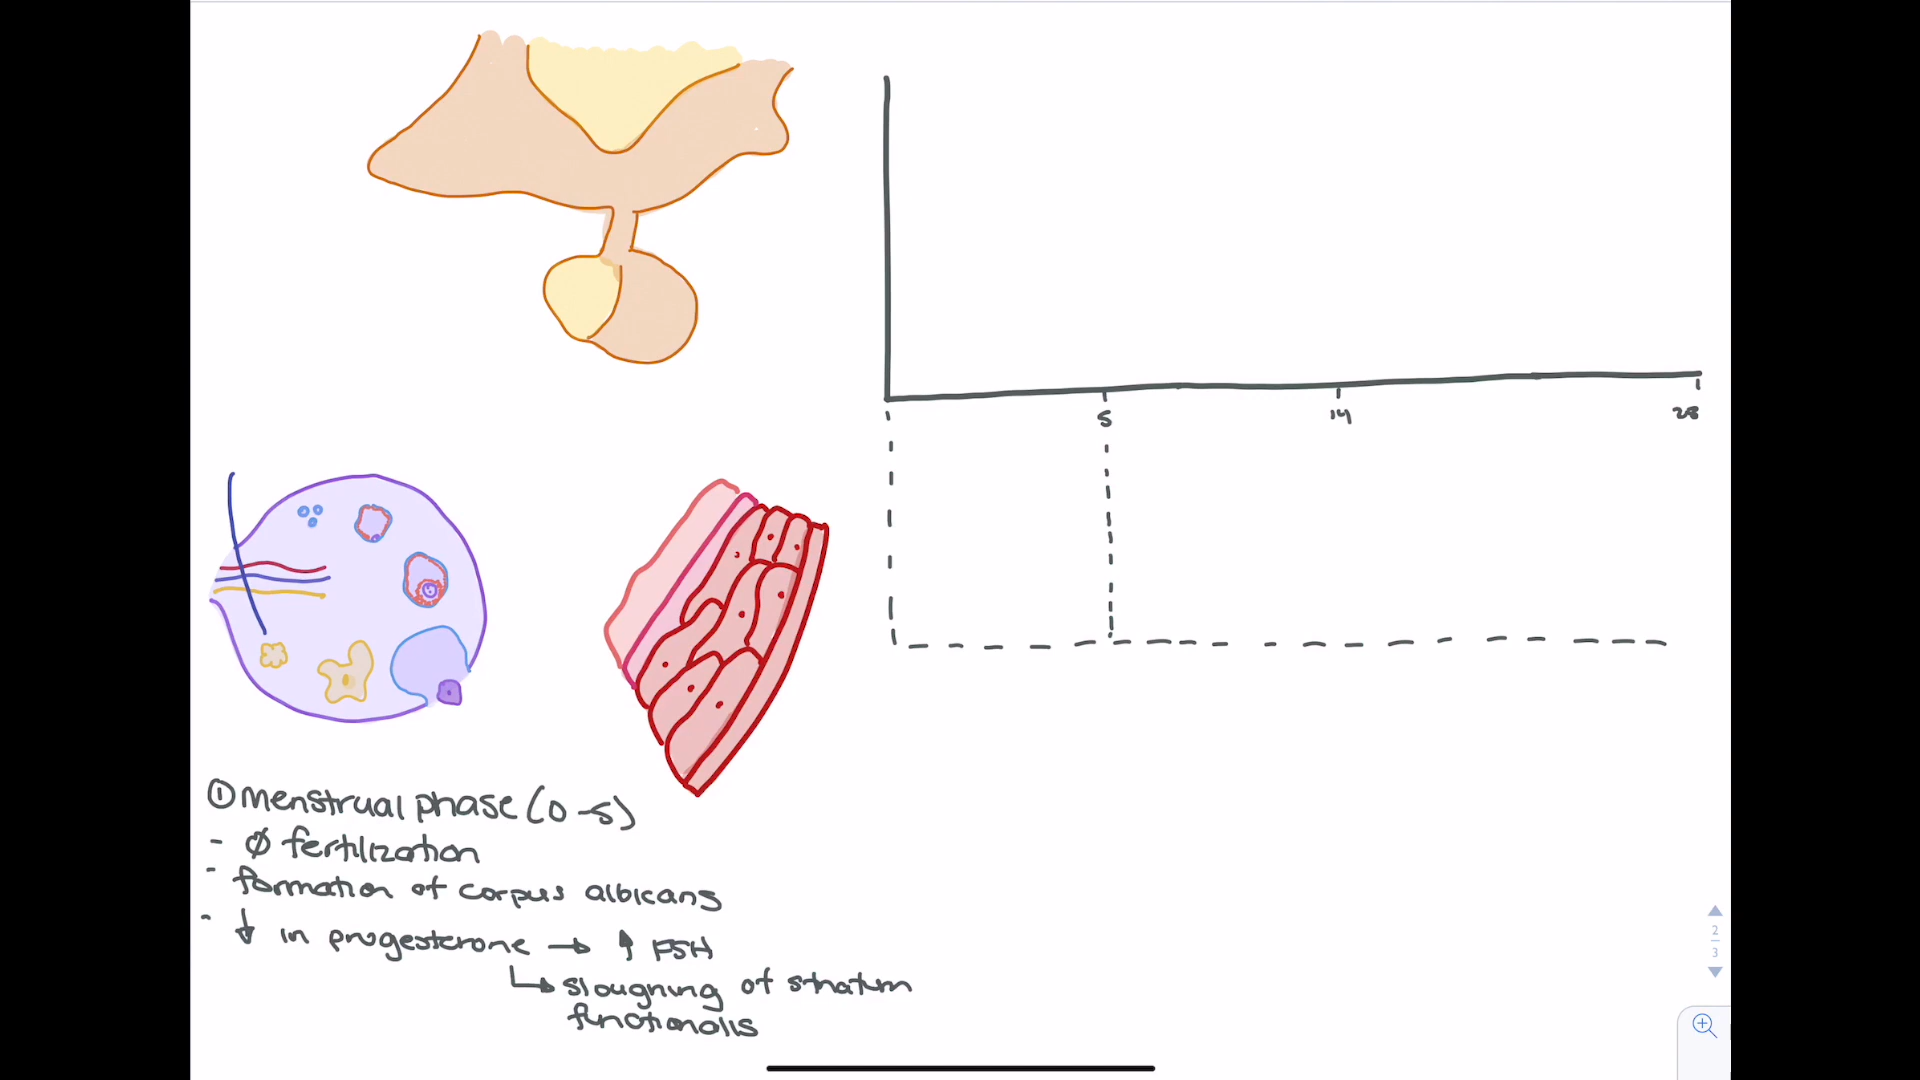 5
14
28
① menstrual phase (0-5)
- Ø fertilization
- formation of corpus albicans
- ↓ in progesterone → ↑ FSH
↳ sloughing of stratum
functionalis
2
3